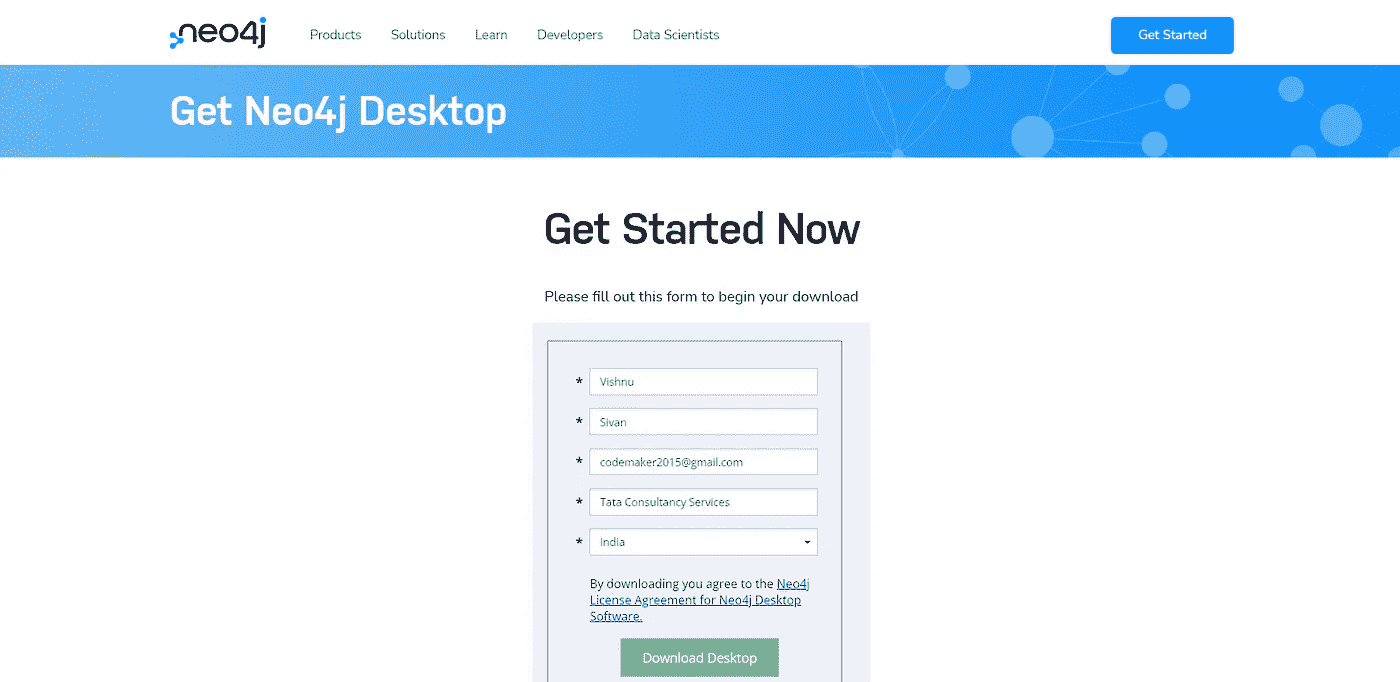 neo4j Products Solutions Learn Developers Data Scientists Get Started
Get Neo4j Desktop
Get Started Now
Please fill out this form to begin your download
* Vishnu
* Sivan
* codemaker2015@gmail.com
* Tata Consultancy Services
* India
By downloading you agree to the Neo4j
License Agreement for Neo4j Desktop
Software.
Download Desktop